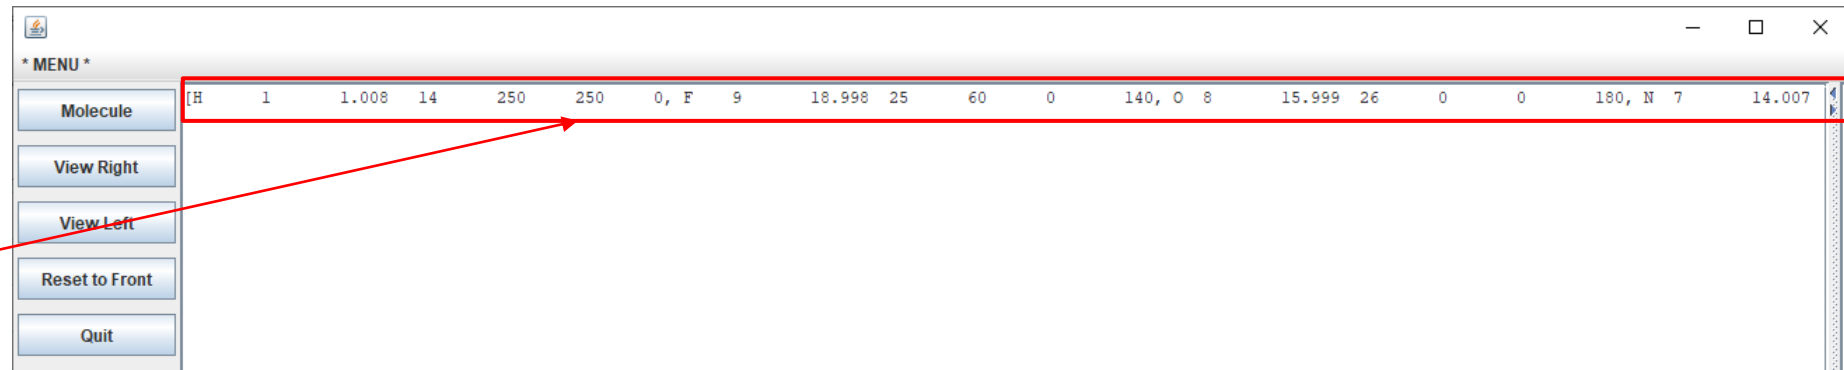 * MENU *
[H 1 1.008 14 250 250 0, F 9 18.998 25 60 0 140, O 8 15.999 26 0 0 180, N 7 14.007
Molecule
View Right
View Left
Reset to Front
Quit